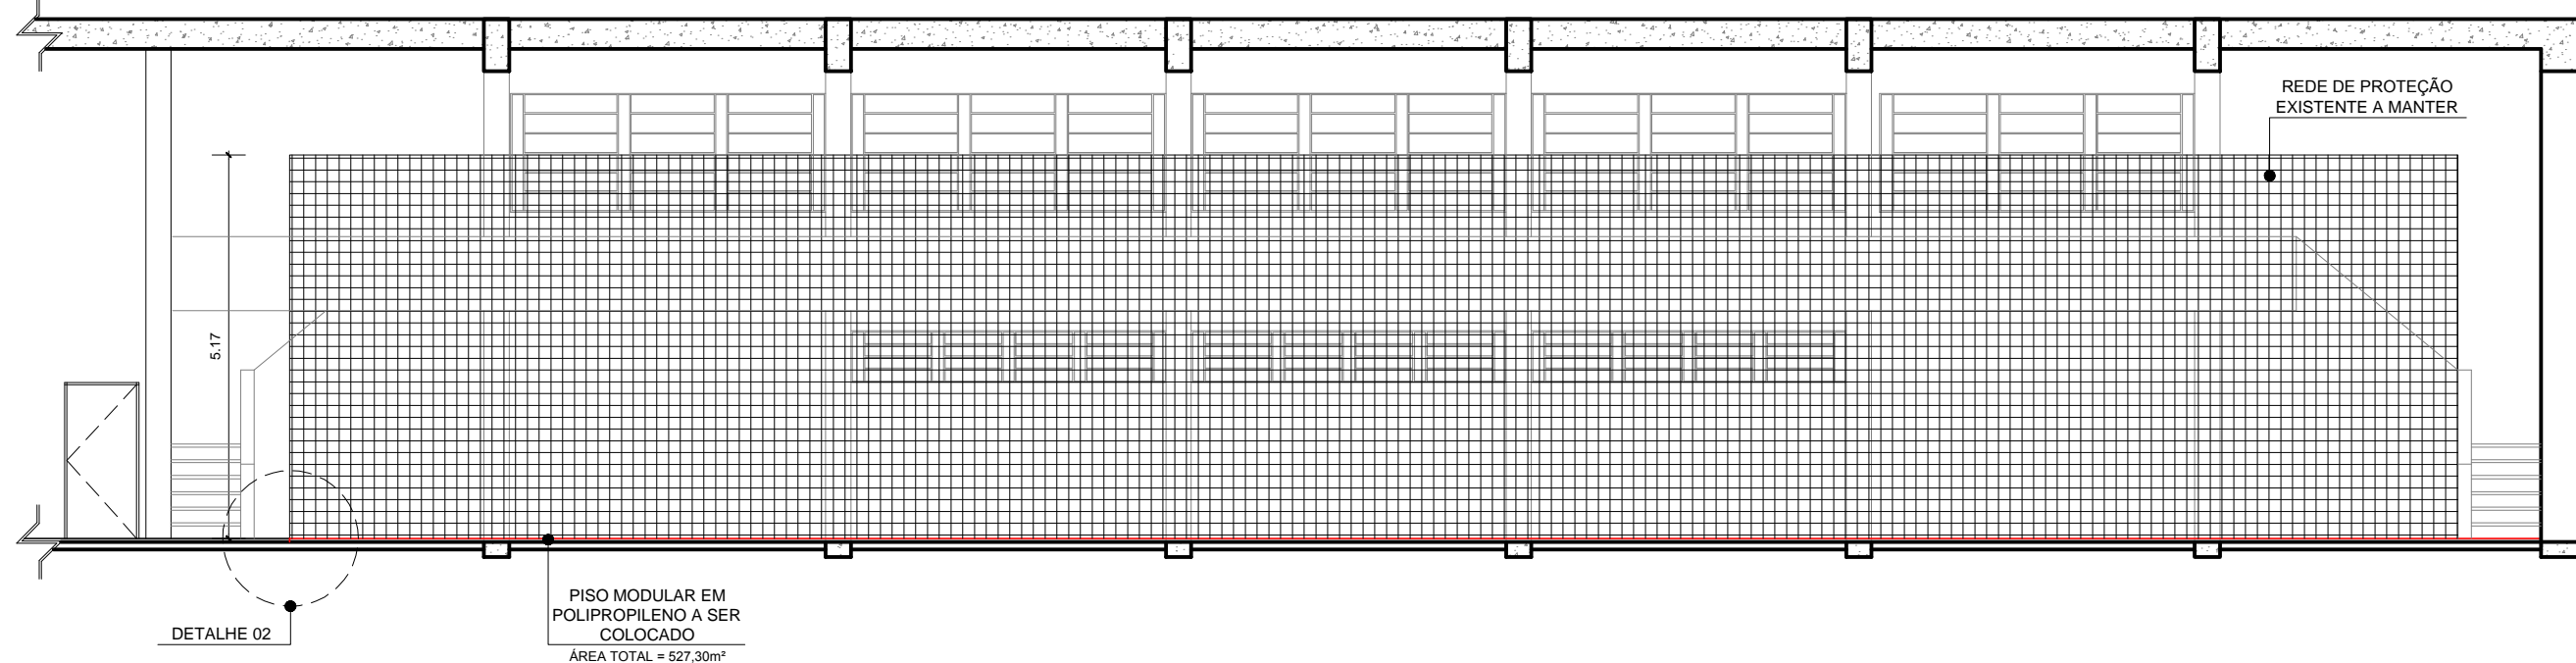 REDE DE PROTEÇÃO
EXISTENTE A MANTER
5.17
DETALHE 02
PISO MODULAR EM
POLIPROPILENO A SER
COLOCADO
ÁREA TOTAL = 527,30m²